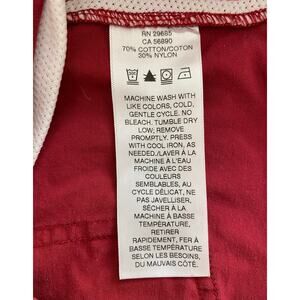 RN 29685
CA 56890
70% COTTON/COTON
30% NYLON
MACHINE WASH WITH
LIKE COLORS, COLD,
GENTLE CYCLE. NO
BLEACH. TUMBLE DRY
LOW; REMOVE
PROMPTLY. PRESS
WITH COOL IRON, AS
NEEDED./LAVER À LA
MACHINE À L'EAU
FROIDE AVEC DES
COULEURS
SEMBLABLES, AU
CYCLE DÉLICAT, NE
PAS JAVELLISER,
SÉCHER À LA
MACHINE À BASSE
TEMPÉRATURE,
RETIRER
RAPIDEMENT, FER À
BASSE TEMPÉRATURE
SELON LES BESOINS,
DU MAUVAIS CÔTÉ.